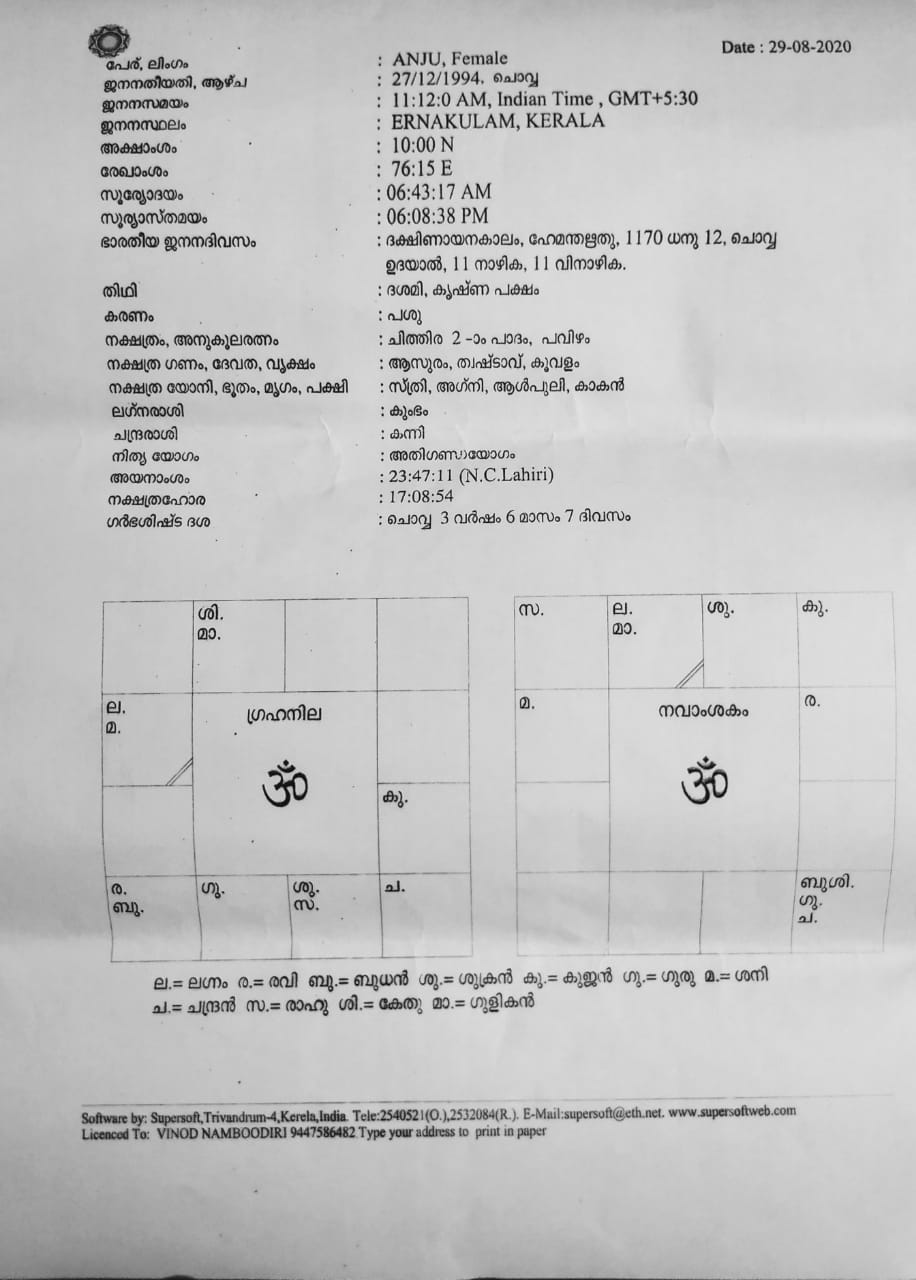 Date : 29-08-2020
പേര്, ലിംഗം : ANJU, Female
ജനനതീയതി, ആഴ്ച : 27/12/1994, ചൊവ്വ
ജനനസമയം : 11:12:0 AM, Indian Time , GMT+5:30
ജനനസ്ഥലം : ERNAKULAM, KERALA
അക്ഷാംശം : 10:00 N
രേഖാംശം : 76:15 E
സൂര്യോദയം : 06:43:17 AM
സൂര്യാസ്തമയം : 06:08:38 PM
ഭാരതീയ ജനനദിവസം : ദക്ഷിണായനകാലം, ഹേമന്തഋതു, 1170 ധനു 12, ചൊവ്വ
ഉദയാൽ, 11 നാഴിക, 11 വിനാഴിക.
തിഥി : ദശമി, കൃഷ്ണ പക്ഷം
കരണം : പശു
നക്ഷത്രം, അനുകൂലരത്നം : ചിത്തിര 2 -ാം പാദം, പവിഴം
നക്ഷത്ര ഗണം, ദേവത, വൃക്ഷം : ആസുരം, ത്വഷ്ടാവ്, കൂവളം
നക്ഷത്ര യോനി, ഭൂതം, മൃഗം, പക്ഷി : സ്ത്രി, അഗ്നി, ആൾപുലി, കാകൻ
ലഗ്നരാശി : കുംഭം
ചന്ദ്രരാശി : കന്നി
നിത്യ യോഗം : അതിഗണ്ഡയോഗം
അയനാംശം : 23:47:11 (N.C.Lahiri)
നക്ഷത്രഹോര : 17:08:54
ഗർഭശിഷ്ട ദശ : ചൊവ്വ 3 വർഷം 6 മാസം 7 ദിവസം
ശി.
മാ.
ല.
മ.
ഗ്രഹനില
ॐ
കു.
ര.
ബു.
ഗു.
ശു.
സ.
ച.
സ.
ല.
മാ.
ശു.
കു.
മ.
നവാംശകം
ര.
ॐ
ബുശി.
ഗു.
ച.
ല.= ലഗ്നം ര.= രവി ബു.= ബുധൻ ശു.= ശുക്രൻ കു.= കുജൻ ഗു.= ഗുരു മ.= ശനി
ച.= ചന്ദ്രൻ സ.= രാഹു ശി.= കേതു മാ.= ഗുളികൻ
Software by: Supersoft,Trivandrum-4,Kerela,India. Tele:2540521(O.),2532084(R.). E-Mail:supersoft@eth.net. www.supersoftweb.com
Licencod To: VINOD NAMBOODIRI 9447586482 Type your address to print in paper